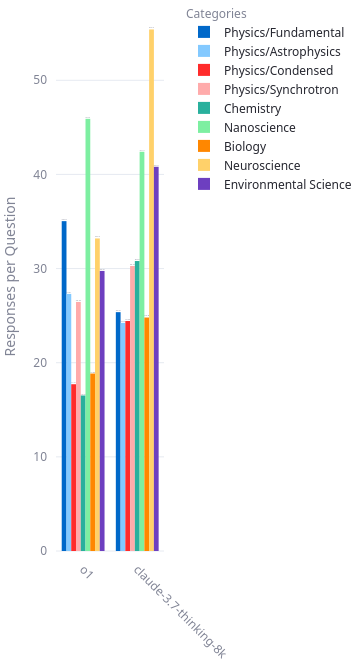 Categories
Physics/Fundamental
Physics/Astrophysics
Physics/Condensed
Physics/Synchrotron
Chemistry
Nanoscience
Biology
Neuroscience
Environmental Science
Responses per Question
50
40
30
20
10
0
o1
claude-3.7-thinking-8k